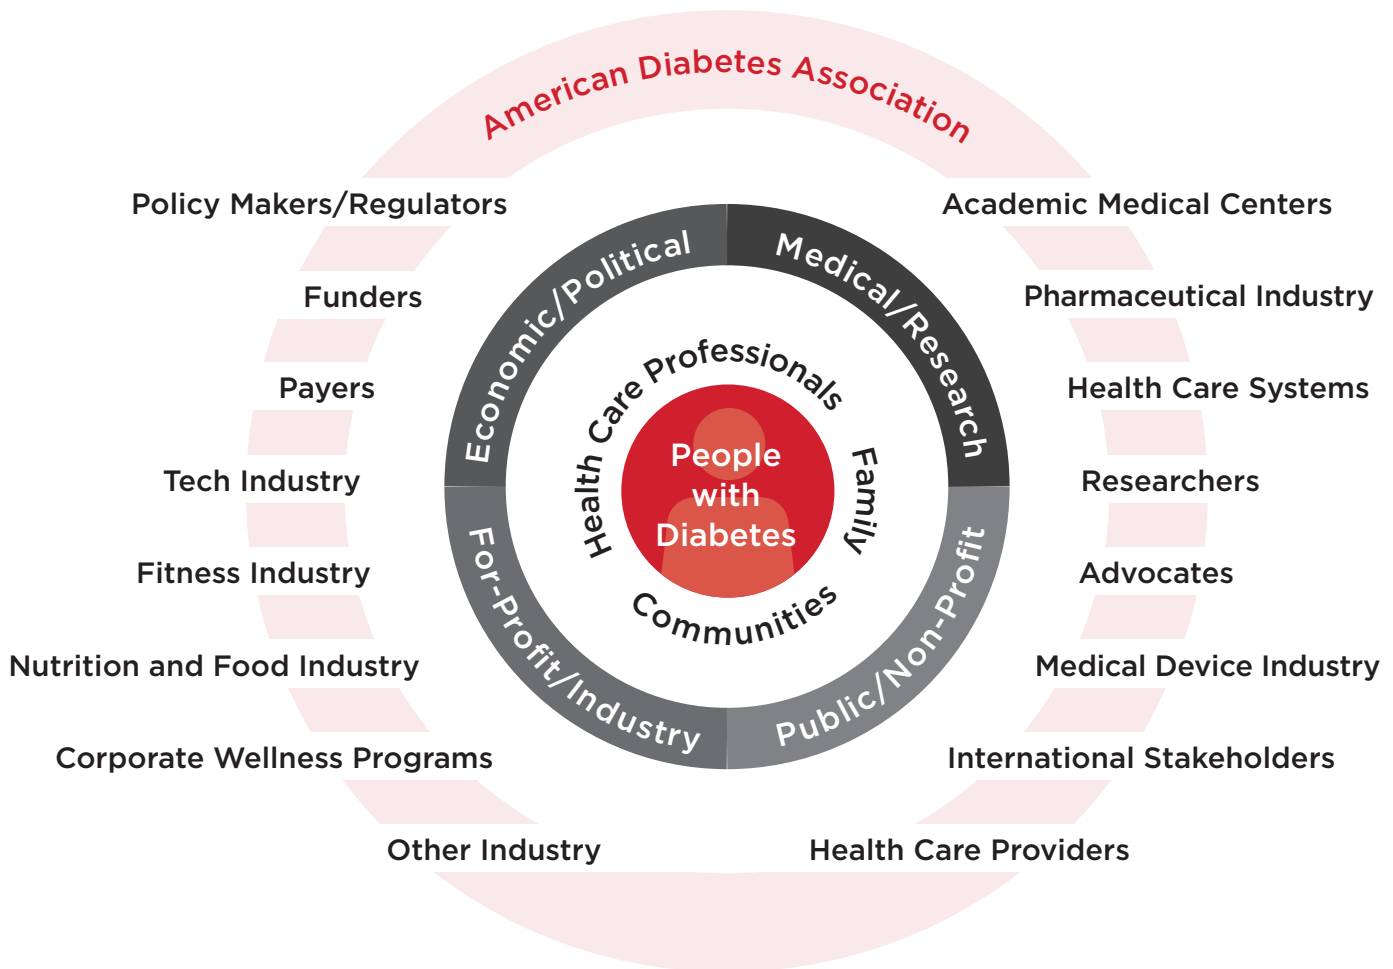 American Diabetes Association
Policy Makers/Regulators
Academic Medical Centers
Funders
Pharmaceutical Industry
Payers
Health Care Systems
Tech Industry
Researchers
Fitness Industry
Advocates
Nutrition and Food Industry
Medical Device Industry
Corporate Wellness Programs
International Stakeholders
Other Industry
Health Care Providers
Economic/Political
Medical/Research
For-Profit/Industry
Public/Non-Profit
Health Care Professionals
Family
Communities
People
with
Diabetes